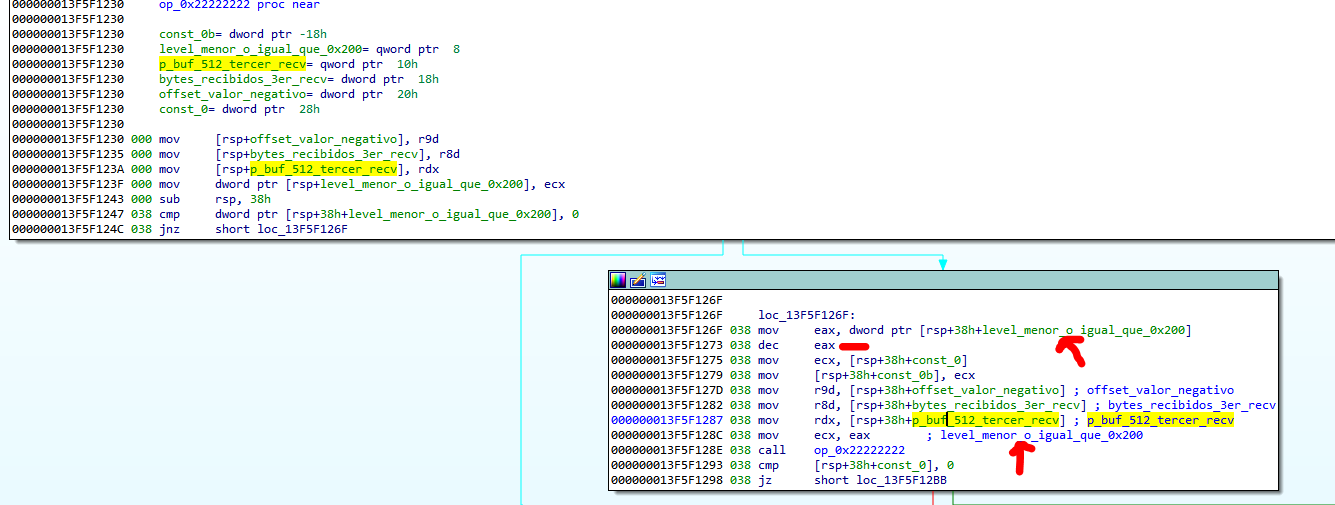 000000013F5F1230 op_0x22222222 proc near
000000013F5F1230
000000013F5F1230 const_0b= dword ptr -18h
000000013F5F1230 level_menor_o_igual_que_0x200= qword ptr 8
000000013F5F1230 p_buf_512_tercer_recv= qword ptr 10h
000000013F5F1230 bytes_recibidos_3er_recv= dword ptr 18h
000000013F5F1230 offset_valor_negativo= dword ptr 20h
000000013F5F1230 const_0= dword ptr 28h
000000013F5F1230
000000013F5F1230 000 mov [rsp+offset_valor_negativo], r9d
000000013F5F1235 000 mov [rsp+bytes_recibidos_3er_recv], r8d
000000013F5F123A 000 mov [rsp+p_buf_512_tercer_recv], rdx
000000013F5F123F 000 mov dword ptr [rsp+level_menor_o_igual_que_0x200], ecx
000000013F5F1243 000 sub rsp, 38h
000000013F5F1247 038 cmp dword ptr [rsp+38h+level_menor_o_igual_que_0x200], 0
000000013F5F124C 038 jnz short loc_13F5F126F
000000013F5F126F
000000013F5F126F loc_13F5F126F:
000000013F5F126F 038 mov eax, dword ptr [rsp+38h+level_menor_o_igual_que_0x200]
000000013F5F1273 038 dec eax
000000013F5F1275 038 mov ecx, [rsp+38h+const_0]
000000013F5F1279 038 mov [rsp+38h+const_0b], ecx
000000013F5F127D 038 mov r9d, [rsp+38h+offset_valor_negativo] ; offset_valor_negativo
000000013F5F1282 038 mov r8d, [rsp+38h+bytes_recibidos_3er_recv] ; bytes_recibidos_3er_recv
000000013F5F1287 038 mov rdx, [rsp+38h+p_buf_512_tercer_recv] ; p_buf_512_tercer_recv
000000013F5F128C 038 mov ecx, eax ; level_menor_o_igual_que_0x200
000000013F5F128E 038 call op_0x22222222
000000013F5F1293 038 cmp [rsp+38h+const_0], 0
000000013F5F1298 038 jz short loc_13F5F12BB